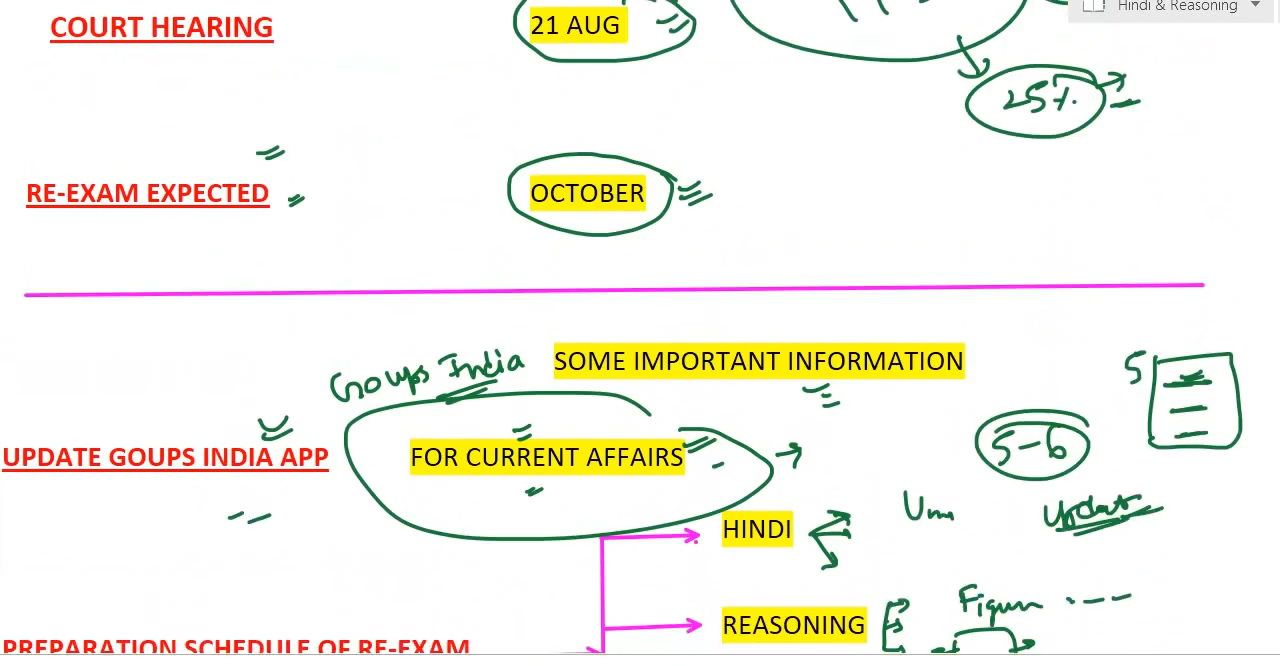 Hindi & Reasoning
COURT HEARING
21 AUG
25%
RE-EXAM EXPECTED
OCTOBER
Goups India
SOME IMPORTANT INFORMATION
5
UPDATE GOUPS INDIA APP
FOR CURRENT AFFAIRS
5-6
HINDI
Update
Figure
REASONING
PREPARATION SCHEDULE OF RE-EXAM